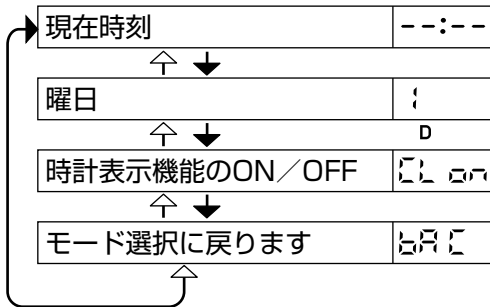 現在時刻 --:--
曜日 1
D
時計表示機能のON／OFF CL on
モード選択に戻ります bAC